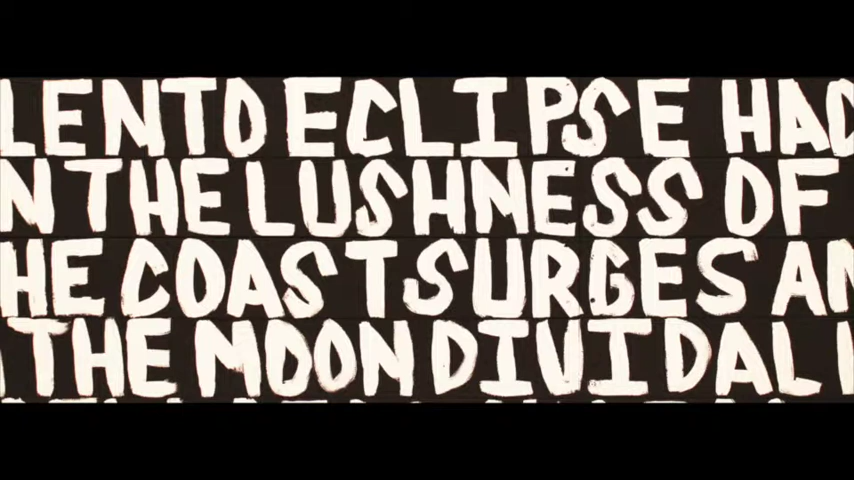 LENTO ECLIPSE HAD
N THE LUSHNESS OF
HE COAST SURGES AN
THE MOON DIVIDAL